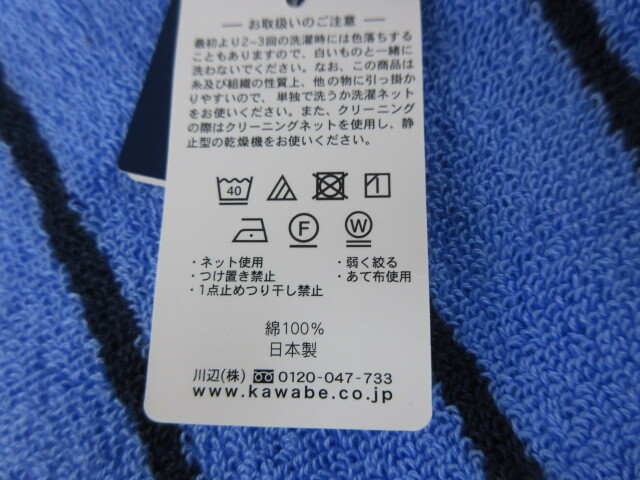 ― お取扱いのご注意 ―
最初より2~3回の洗濯時には色落ちする
こともありますので、白いものと一緒に
洗わないでください。なお、この商品は
糸及び組織の性質上、他の物に引っ掛か
りやすいので、単独で洗うか洗濯ネット
をお使いください。また、クリーニング
の際はクリーニングネットを使用し、静
止型の乾燥機をお使いください。
40
F W
・ネット使用 ・弱く絞る
・つけ置き禁止 ・あて布使用
・1点止めつり干し禁止
綿100%
日本製
川辺(株) 0120-047-733
www.kawabe.co.jp